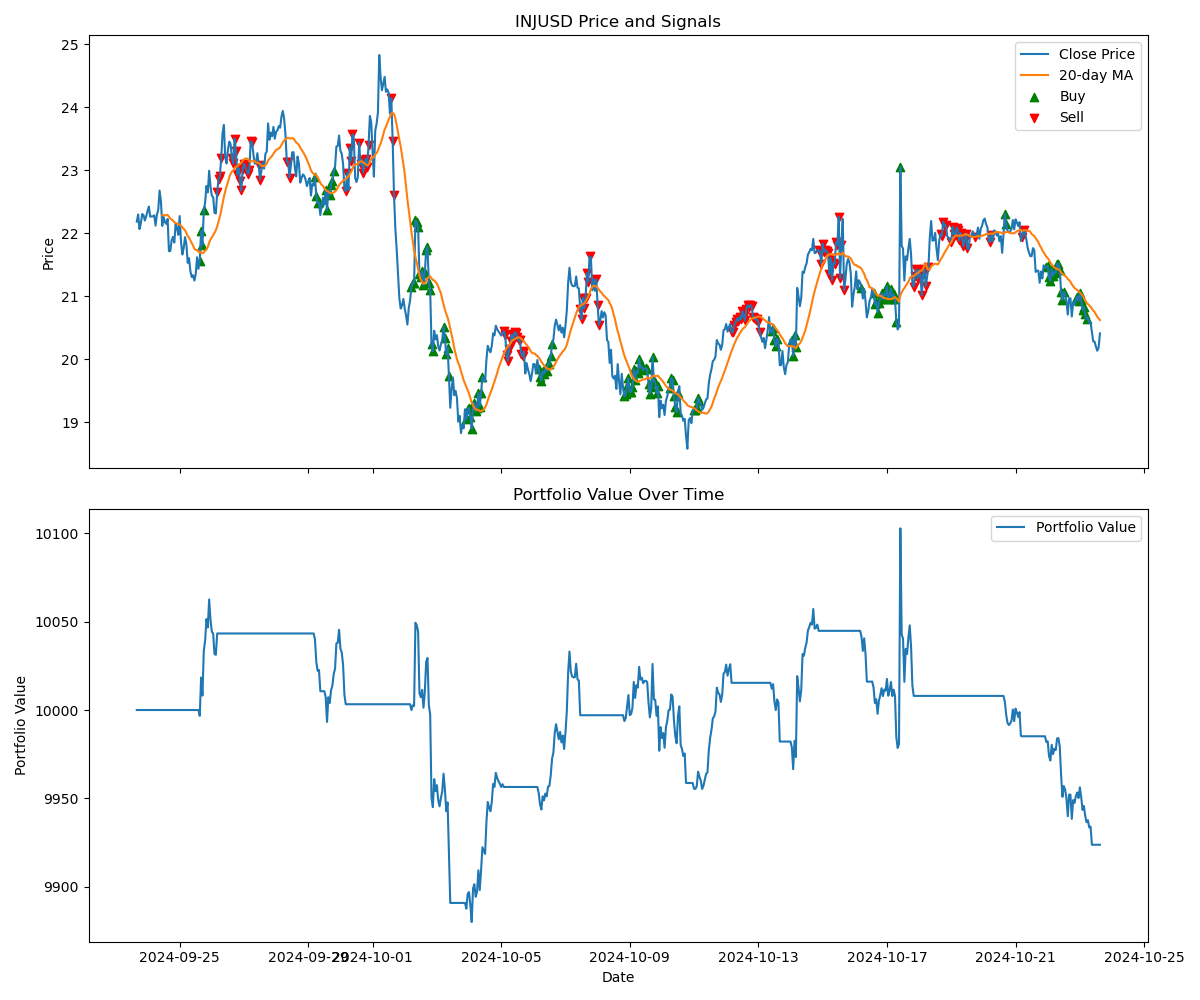 INJUSD Price and Signals
Price
25
24
23
22
21
20
19
Close Price
20-day MA
Buy
Sell
Portfolio Value Over Time
Portfolio Value
10100
10050
10000
9950
9900
Portfolio Value
2024-09-25
2024-09-29
2024-10-01
2024-10-05
2024-10-09
2024-10-13
2024-10-17
2024-10-21
2024-10-25
Date